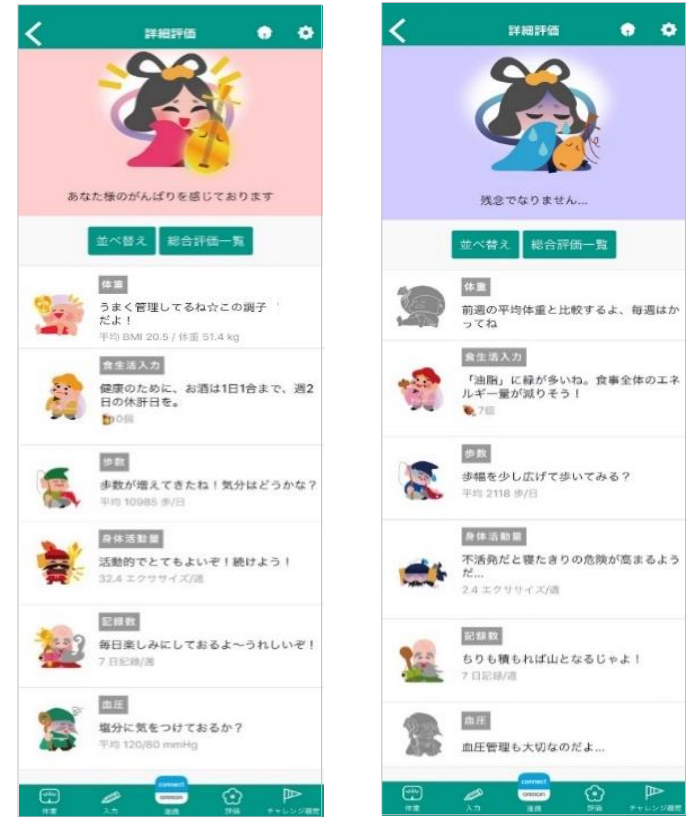 詳細評価
あなた様のがんばりを感じております
並べ替え 総合評価一覧
体重
うまく管理してるね☆この調子
だよ！
平均 BMI 20.5 / 体重 51.4 kg
食生活入力
健康のために、お酒は1日1合まで、週2
日の休肝日を。
0個
歩数
歩数が増えてきたね！気分はどうかな？
平均 10985 歩/日
身体活動量
活動的でとてもよいぞ！続けよう！
32.4 エクササイズ/週
記録数
毎日楽しみにしておるよ～うれしいぞ！
7 日記録/週
血圧
塩分に気をつけておるか？
平均 120/80 mmHg
体重 入力 connect OMRON 連携 評価 チャレンジ履歴
詳細評価
残念でなりません...
並べ替え 総合評価一覧
体重
前週の平均体重と比較するよ、毎週はか
ってね
食生活入力
「油脂」に緑が多いね。食事全体のエネ
ルギー量が減りそう！
7個
歩数
歩幅を少し広げて歩いてみる？
平均 2118 歩/日
身体活動量
不活発だと寝たきりの危険が高まるよう
だ...
2.4 エクササイズ/週
記録数
ちりも積もれば山となるじゃよ！
7 日記録/週
血圧
血圧管理も大切なのだよ...
体重 入力 connect OMRON 連携 評価 チャレンジ履歴